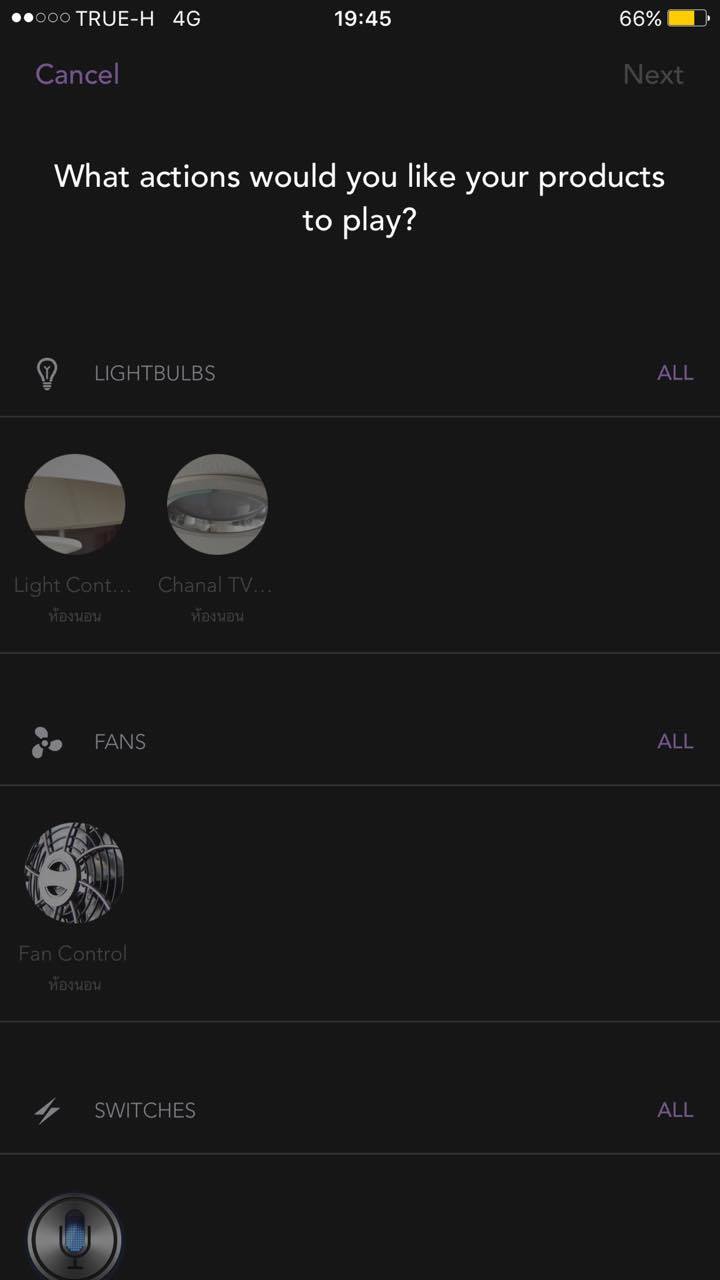 TRUE-H 4G 19:45 66%
Cancel Next
What actions would you like your products
to play?
LIGHTBULBS ALL
Light Cont... Chanal TV...
ห้องนอน ห้องนอน
FANS ALL
Fan Control
ห้องนอน
SWITCHES ALL